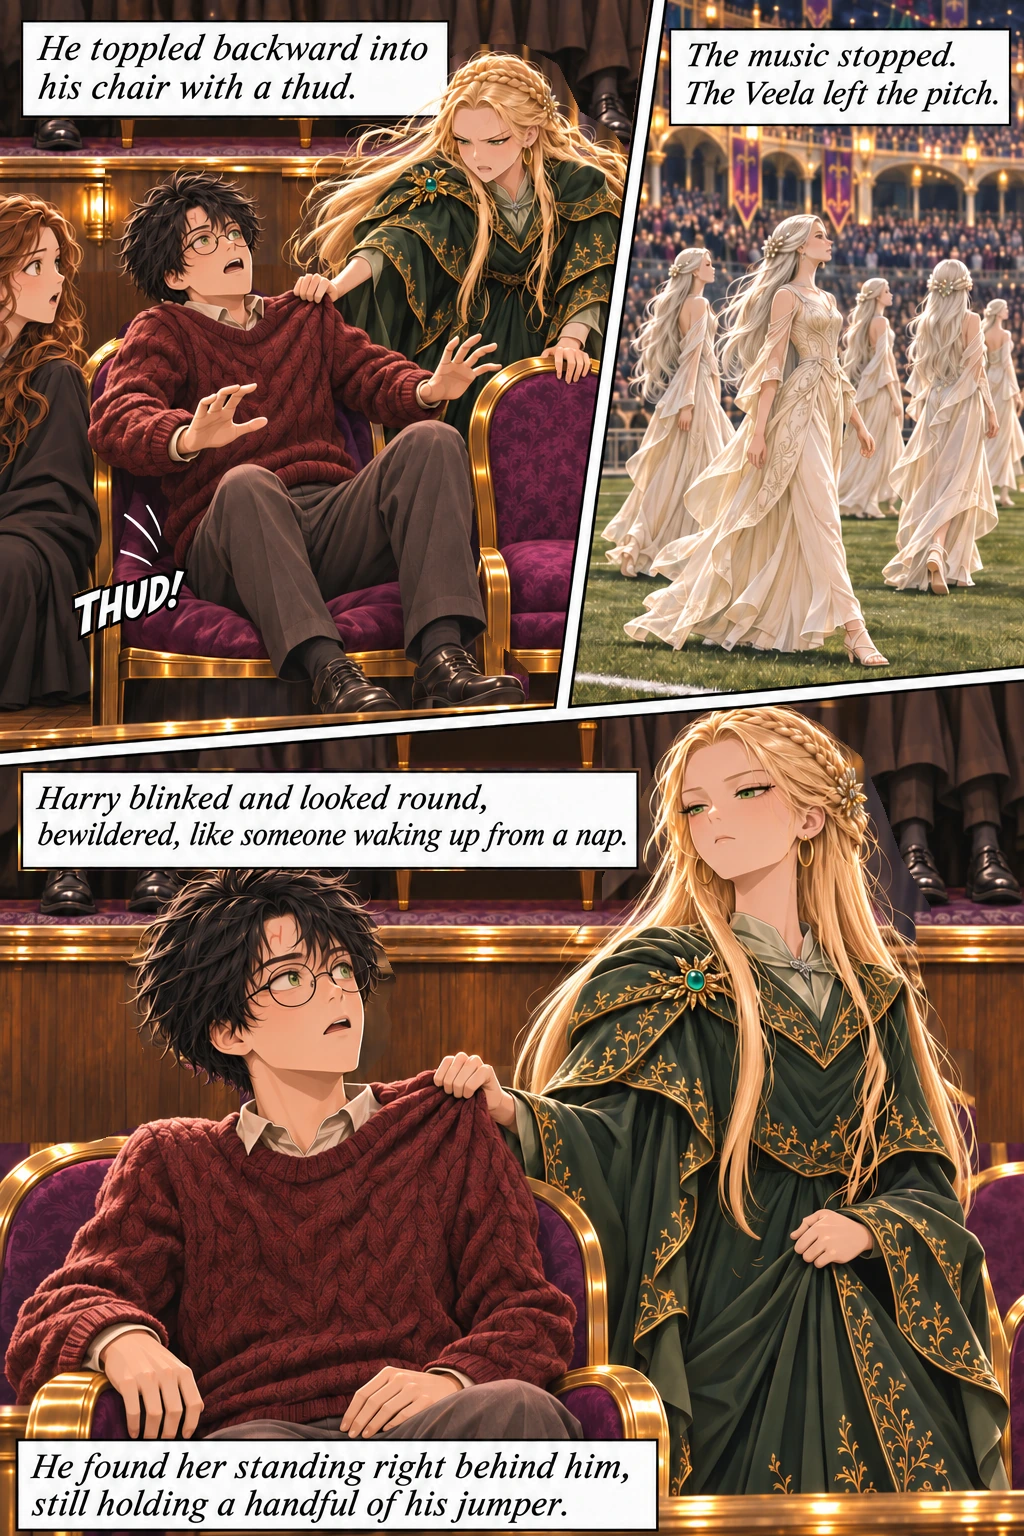 He toppled backward into
his chair with a thud.
The music stopped.
The Veela left the pitch.
THUD!
Harry blinked and looked round,
bewildered, like someone waking up from a nap.
He found her standing right behind him,
still holding a handful of his jumper.